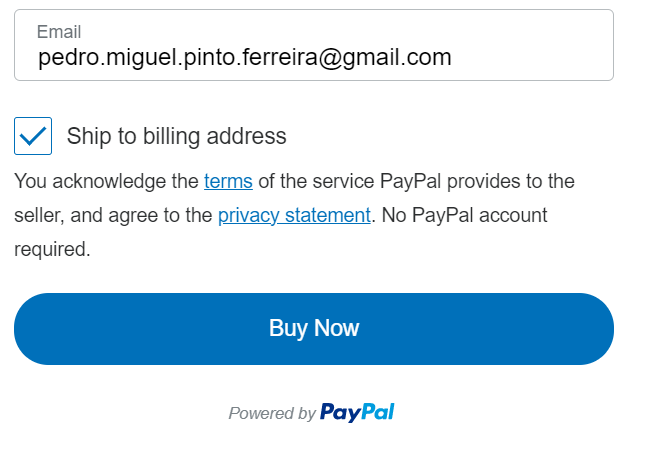 Email
pedro.miguel.pinto.ferreira@gmail.com
Ship to billing address
You acknowledge the terms of the service PayPal provides to the
seller, and agree to the privacy statement. No PayPal account
required.
Buy Now
Powered by PayPal